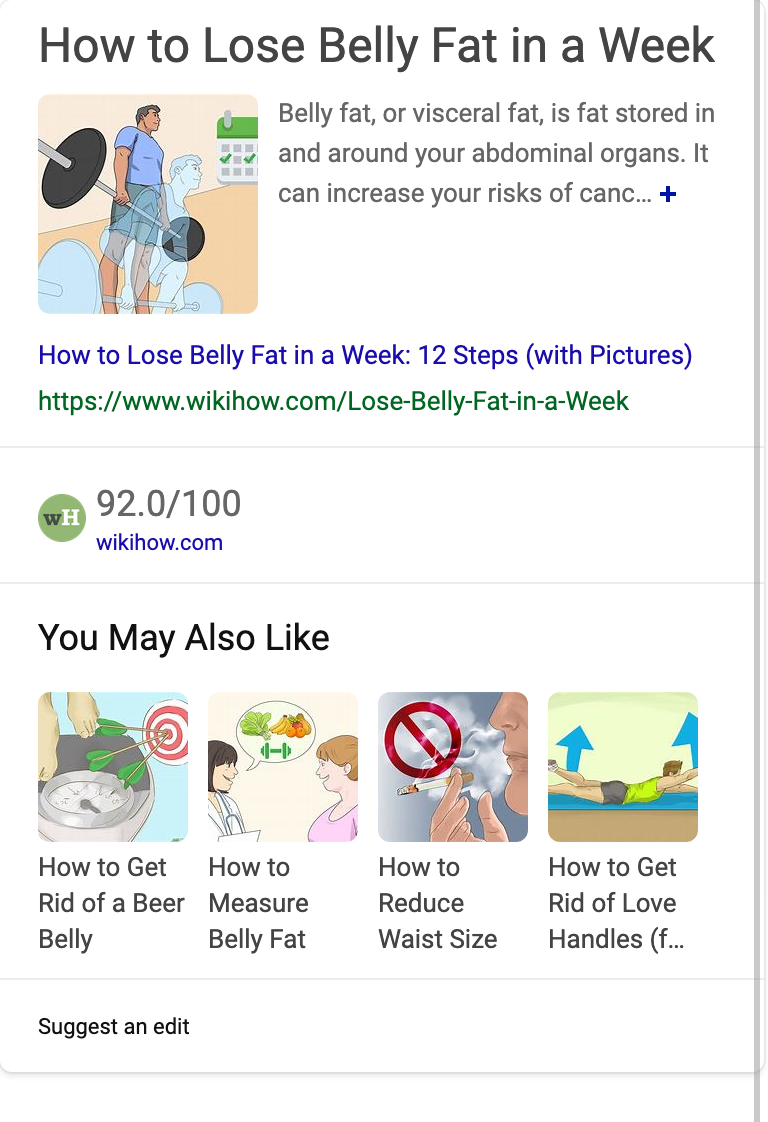 How to Lose Belly Fat in a Week
Belly fat, or visceral fat, is fat stored in
and around your abdominal organs. It
can increase your risks of canc... +
How to Lose Belly Fat in a Week: 12 Steps (with Pictures)
https://www.wikihow.com/Lose-Belly-Fat-in-a-Week
wH
92.0/100
wikihow.com
You May Also Like
How to Get
Rid of a Beer
Belly
How to
Measure
Belly Fat
How to
Reduce
Waist Size
How to Get
Rid of Love
Handles (f...
Suggest an edit